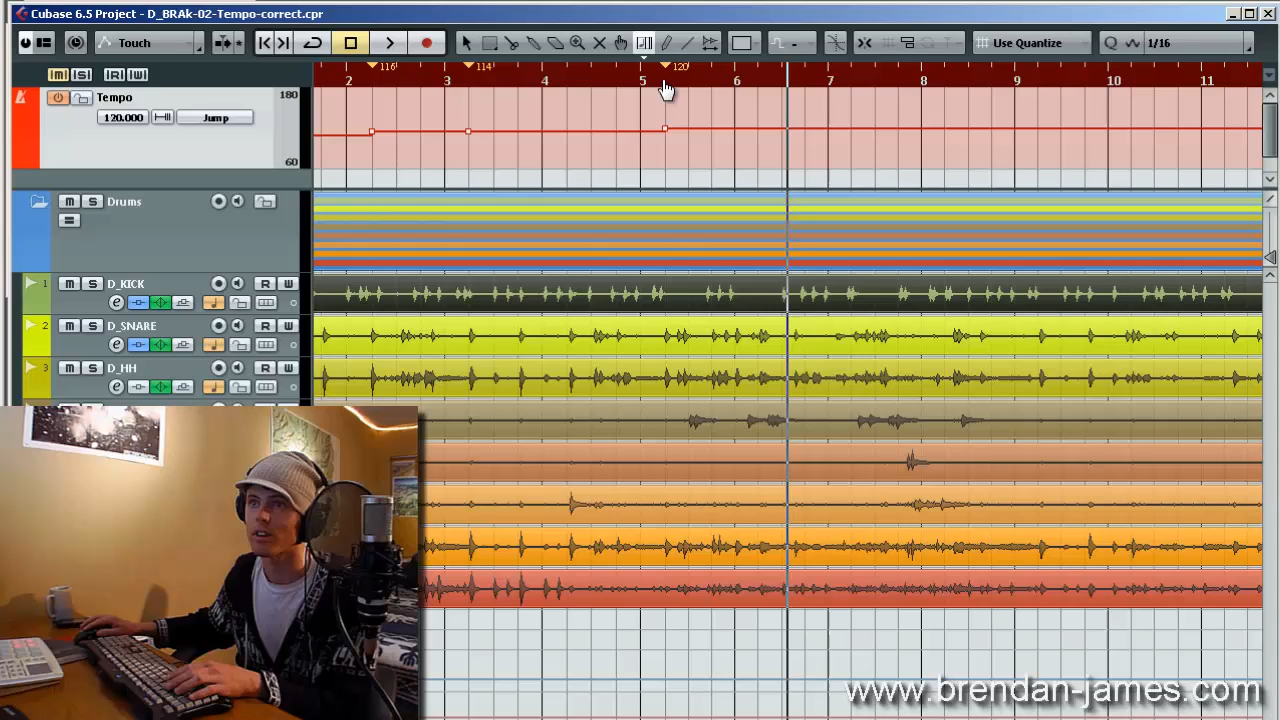 Cubase 6.5 Project - D_BRAk-02-Tempo-correct.cpr
Touch
Use Quantize
Q
1/16
M S R W
2 116 3 114 4 5 120 6 7 8 9 10 11
Tempo
180
120.000
Jump
60
M S Drums
1 M S D_KICK
e R W
2 M S D_SNARE
e R W
3 M S D_HH
e R W
www.brendan-james.com